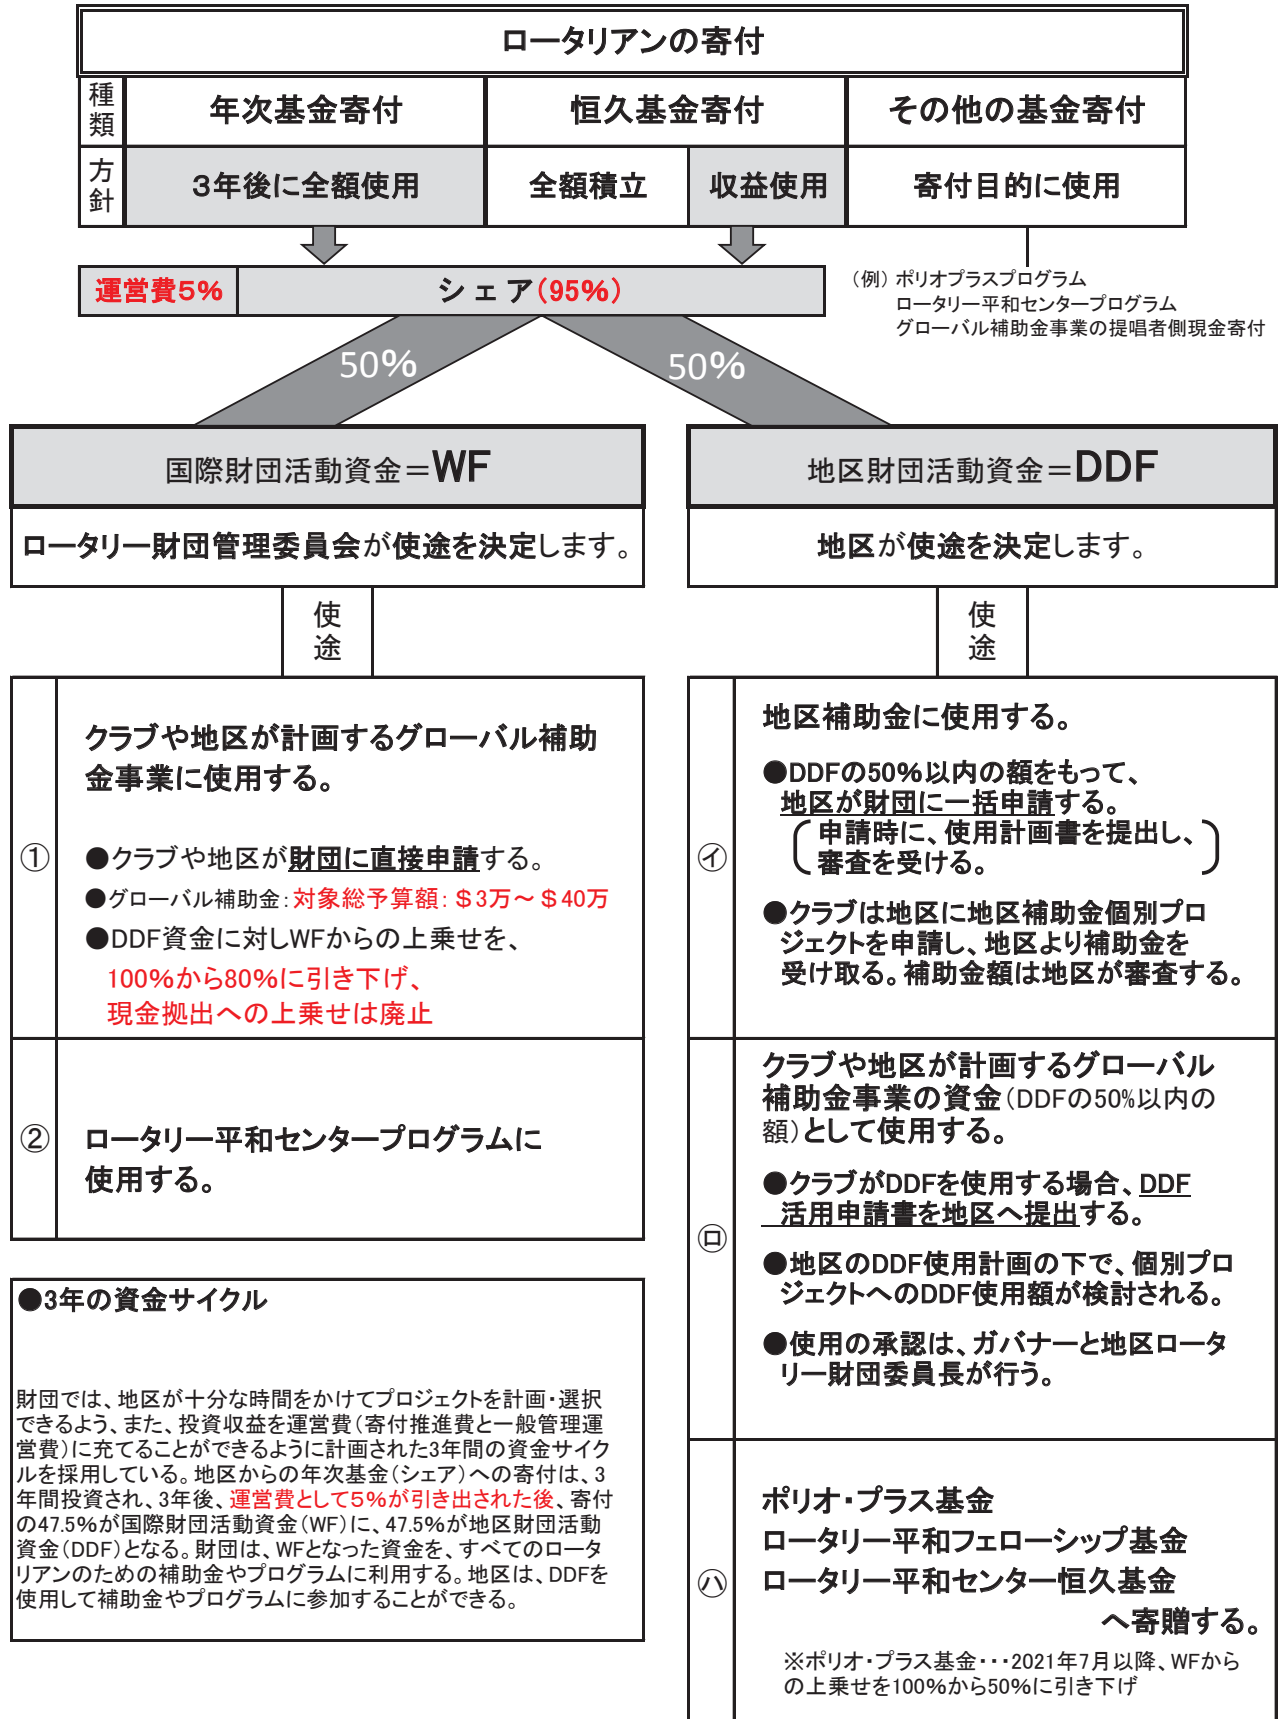 ロータリアンの寄付
種類
年次基金寄付
恒久基金寄付
その他の基金寄付
方針
3年後に全額使用
全額積立
収益使用
寄付目的に使用
運営費5%
シェア(95%)
(例) ポリオプラスプログラム
ロータリー平和センタープログラム
グローバル補助金事業の提唱者側現金寄付
50%
50%
国際財団活動資金=WF
ロータリー財団管理委員会が使途を決定します。
使途
①
クラブや地区が計画するグローバル補助
金事業に使用する。
●クラブや地区が財団に直接申請する。
●グローバル補助金:対象総予算額:$3万~$40万
●DDF資金に対しWFからの上乗せを、
100%から80%に引き下げ、
現金拠出への上乗せは廃止
②
ロータリー平和センタープログラムに
使用する。
●3年の資金サイクル
財団では、地区が十分な時間をかけてプロジェクトを計画・選択
できるよう、また、投資収益を運営費(寄付推進費と一般管理運
営費)に充てることができるように計画された3年間の資金サイク
ルを採用している。地区からの年次基金(シェア)への寄付は、3
年間投資され、3年後、運営費として5%が引き出された後、寄付
の47.5%が国際財団活動資金(WF)に、47.5%が地区財団活動
資金(DDF)となる。財団は、WFとなった資金を、すべてのロータ
リアンのための補助金やプログラムに利用する。地区は、DDFを
使用して補助金やプログラムに参加することができる。
地区財団活動資金=DDF
地区が使途を決定します。
使途
㋑
地区補助金に使用する。
●DDFの50%以内の額をもって、
地区が財団に一括申請する。
(申請時に、使用計画書を提出し、
審査を受ける。)
●クラブは地区に地区補助金個別プロ
ジェクトを申請し、地区より補助金を
受け取る。補助金額は地区が審査する。
㋺
クラブや地区が計画するグローバル
補助金事業の資金(DDFの50%以内の
額)として使用する。
●クラブがDDFを使用する場合、DDF
活用申請書を地区へ提出する。
●地区のDDF使用計画の下で、個別プロ
ジェクトへのDDF使用額が検討される。
●使用の承認は、ガバナーと地区ロータ
リー財団委員長が行う。
㋩
ポリオ・プラス基金
ロータリー平和フェローシップ基金
ロータリー平和センター恒久基金
へ寄贈する。
※ポリオ・プラス基金・・・2021年7月以降、WFから
の上乗せを100%から50%に引き下げ